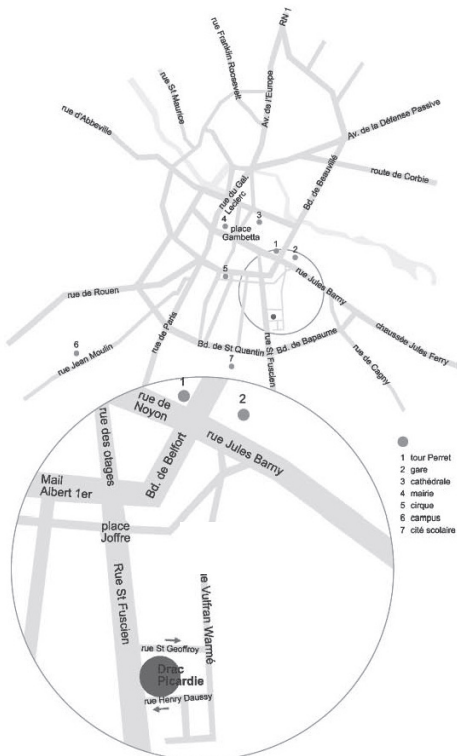 RN 1
rue Franklin Roosevelt
Av. de l'Europe
rue St Maurice
rue d'Abbeville
Av. de la Défense Passive
route de Corbie
Bd. de Beauvillé
rue du Gal.
Leclerc
4
3
place
Gambetta
1
2
5
rue Jules Barny
rue de Rouen
rue de Paris
chaussée Jules Ferry
6
rue Jean Moulin
Bd. de St Quentin
rue St Fuscien
Bd. de Bapaume
rue de Cagny
7
1
2
rue de
Noyon
rue des otages
Bd. de Belfort
rue Jules Barny
Mail
Albert 1er
place
Joffre
Rue St Fuscien
ue Vulfran Warmé
rue St Geoffroy
Drac
Picardie
rue Henry Daussy
1 tour Perret
2 gare
3 cathédrale
4 mairie
5 cirque
6 campus
7 cité scolaire